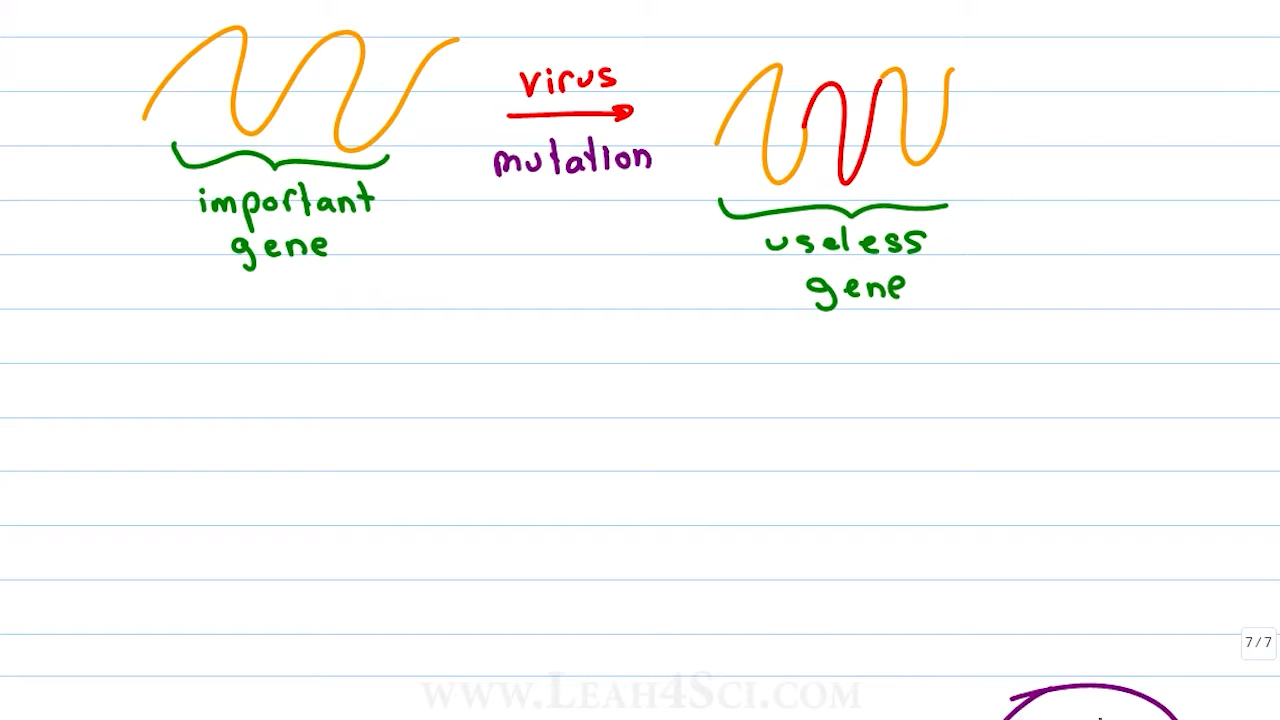 virus
mutation
important
gene
useless
gene
7/7
www.Leah4Sci.com